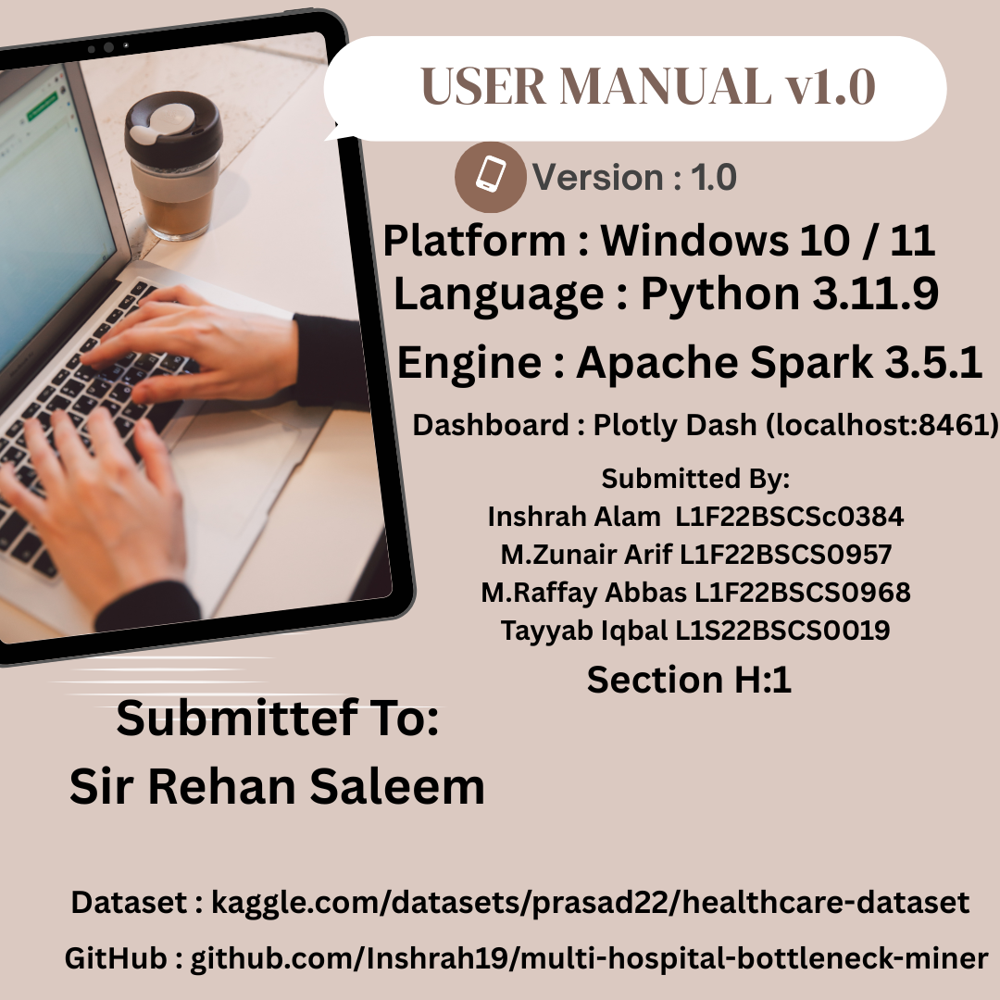 USER MANUAL v1.0
Version : 1.0
Platform : Windows 10 / 11
Language : Python 3.11.9
Engine : Apache Spark 3.5.1
Dashboard : Plotly Dash (localhost:8461)
Submitted By:
Inshrah Alam  L1F22BSCSc0384
M.Zunair Arif L1F22BSCS0957
M.Raffay Abbas L1F22BSCS0968
Tayyab Iqbal L1S22BSCS0019
Section H:1
Submittef To:
Sir Rehan Saleem
Dataset : kaggle.com/datasets/prasad22/healthcare-dataset
GitHub : github.com/Inshrah19/multi-hospital-bottleneck-miner